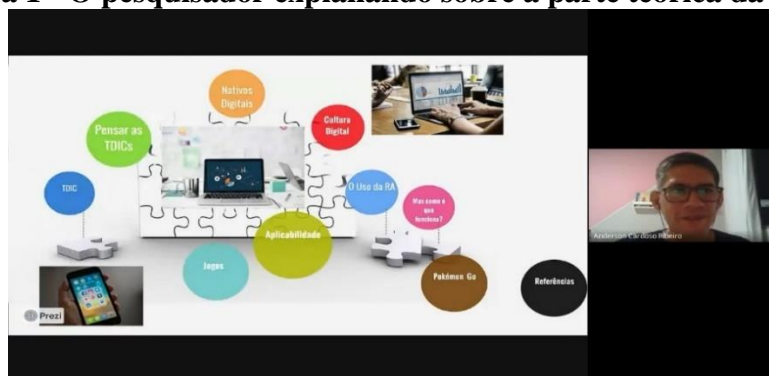 a 1 - O pesquisador explanando sobre a parte teórica da
Nativos
Digitais
Cultura
Digital
Pensar as
TDICs
TDIC
O Uso da RA
Mas como é
que
funciona?
Aplicabilidade
Jogos
Pokémon Go
Referências
Prezi
Anderson Cardoso Ribeiro